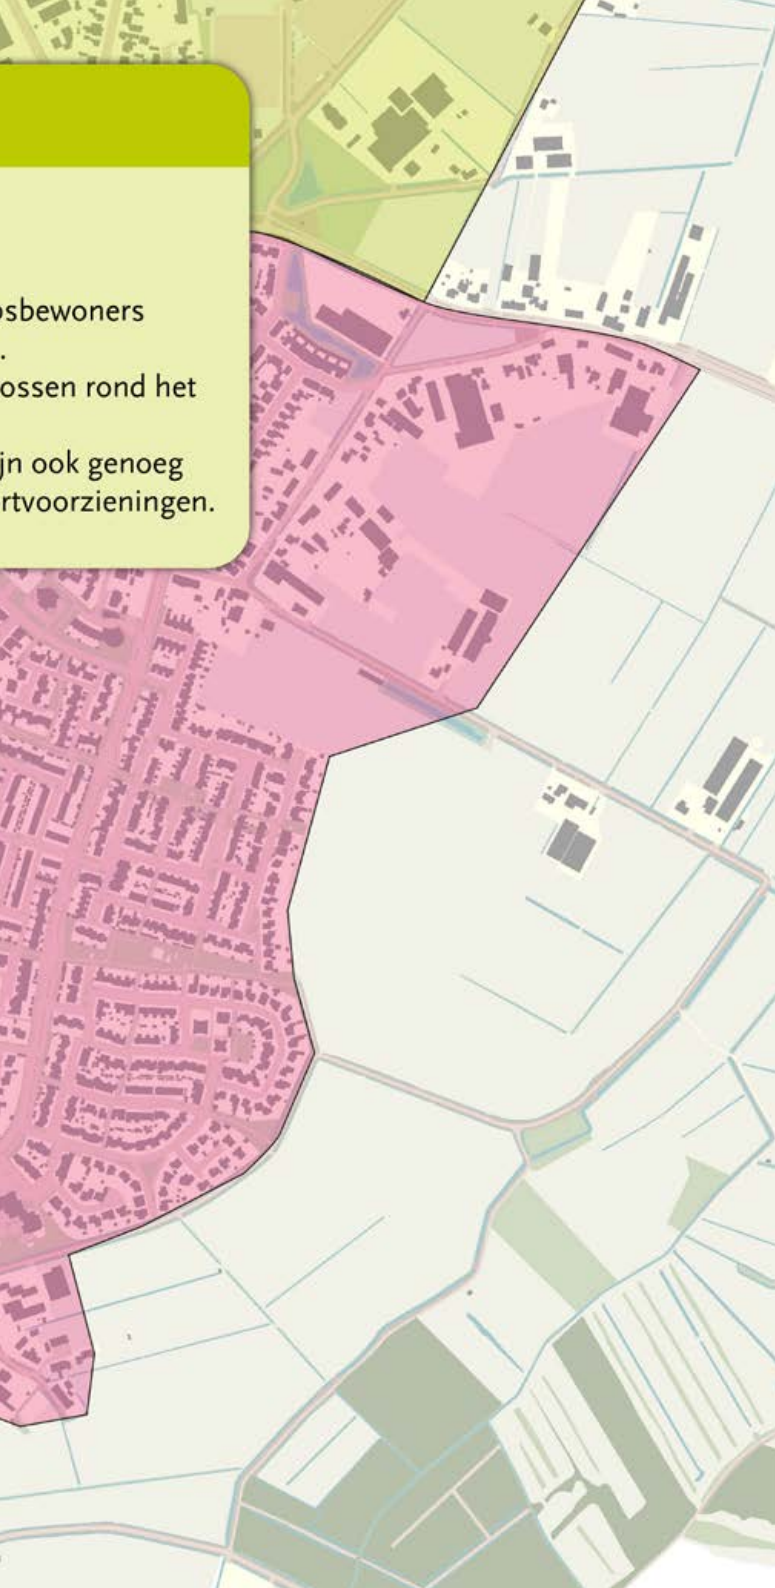 osbewoners
.
ossen rond het
jn ook genoeg
rtvoorzieningen.